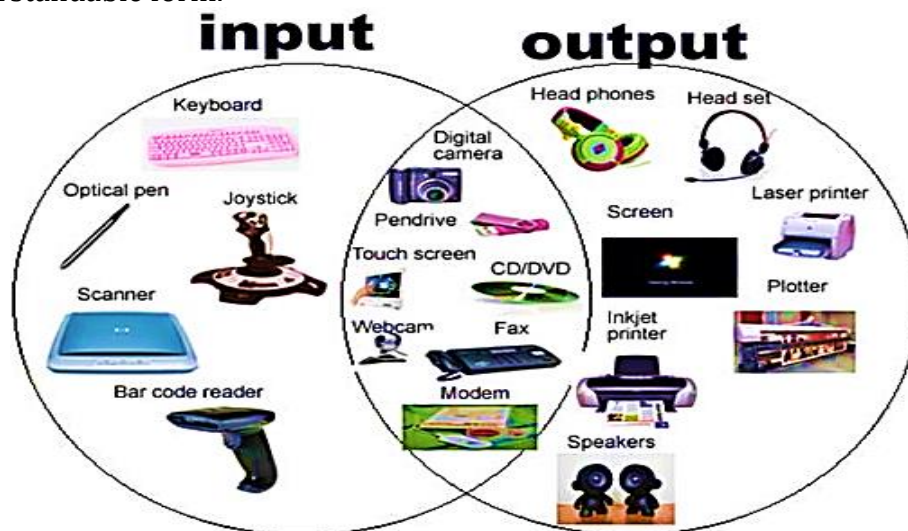 input output
Keyboard
Head phones
Head set
Digital
camera
Optical pen
Joystick
Laser printer
Pendrive
Screen
Touch screen
CD/DVD
Scanner
Plotter
Webcam
Fax
Inkjet
printer
Bar code reader
Modem
Speakers